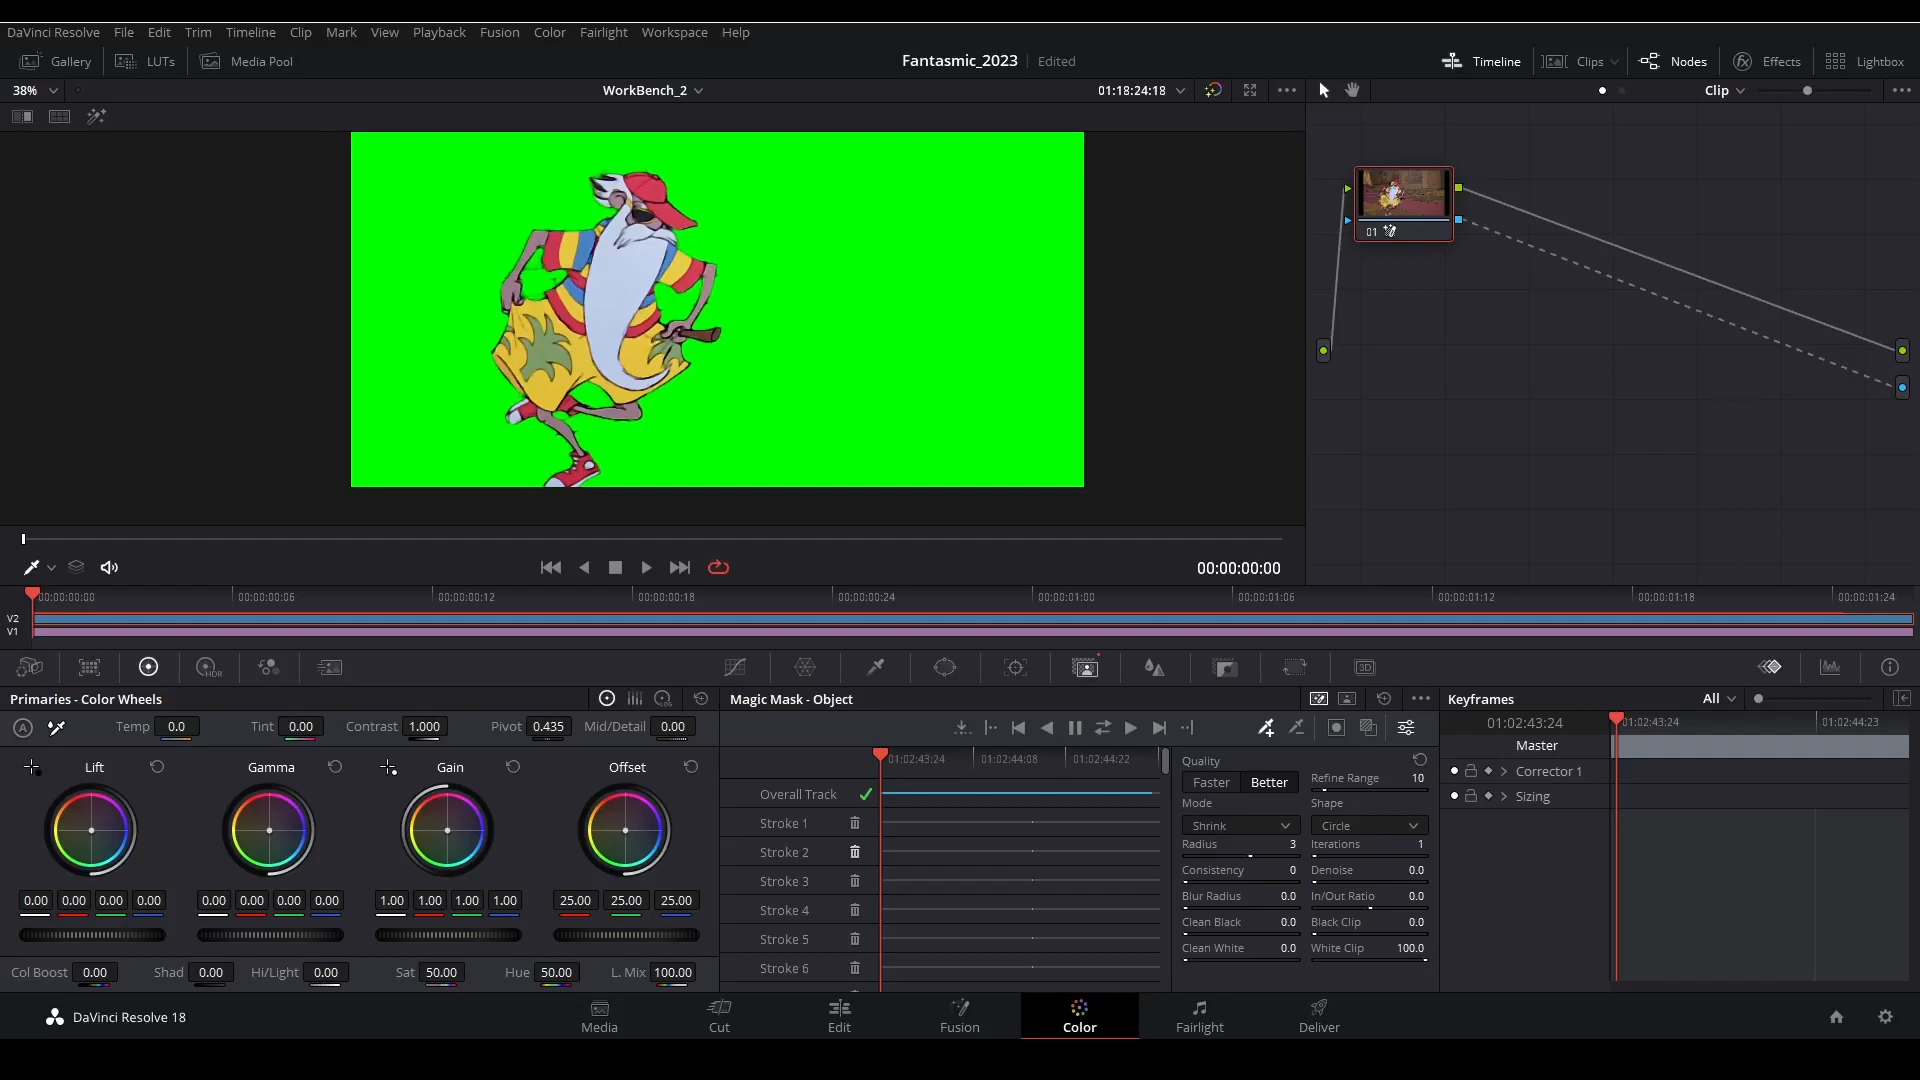 DaVinci Resolve File Edit Trim Timeline Clip Mark View Playback Fusion Color Fairlight Workspace Help
Gallery LUTs Media Pool Fantasmic_2023 Edited Timeline Clips Nodes fx Effects Lightbox
38% WorkBench_2 01:18:24:18 Clip
01
00:00:00:00
00:00:00:00 00:00:00:06 00:00:00:12 00:00:00:18 00:00:00:24 00:00:01:00 00:00:01:06 00:00:01:12 00:00:01:18 00:00:01:24
V2
V1
HDR 3D
Primaries - Color Wheels LOG Magic Mask - Object Keyframes All
A Temp 0.0 Tint 0.00 Contrast 1.000 Pivot 0.435 Mid/Detail 0.00 01:02:43:24 01:02:43:24 01:02:44:23
Master
Lift Gamma Gain Offset
01:02:43:24 01:02:44:08 01:02:44:22
Quality
Faster Better Refine Range 10
Corrector 1
Sizing
Overall Track
Mode Shape
Stroke 1
Shrink Circle
Radius 3 Iterations 1
Stroke 2
Consistency 0 Denoise 0.0
Stroke 3
Blur Radius 0.0 In/Out Ratio 0.0
0.00 0.00 0.00 0.00 0.00 0.00 0.00 0.00 1.00 1.00 1.00 1.00 25.00 25.00 25.00
Stroke 4
Clean Black 0.0 Black Clip 0.0
Stroke 5
Clean White 0.0 White Clip 100.0
Stroke 6
Col Boost 0.00 Shad 0.00 Hi/Light 0.00 Sat 50.00 Hue 50.00 L. Mix 100.00
DaVinci Resolve 18
Media Cut Edit Fusion Color Fairlight Deliver